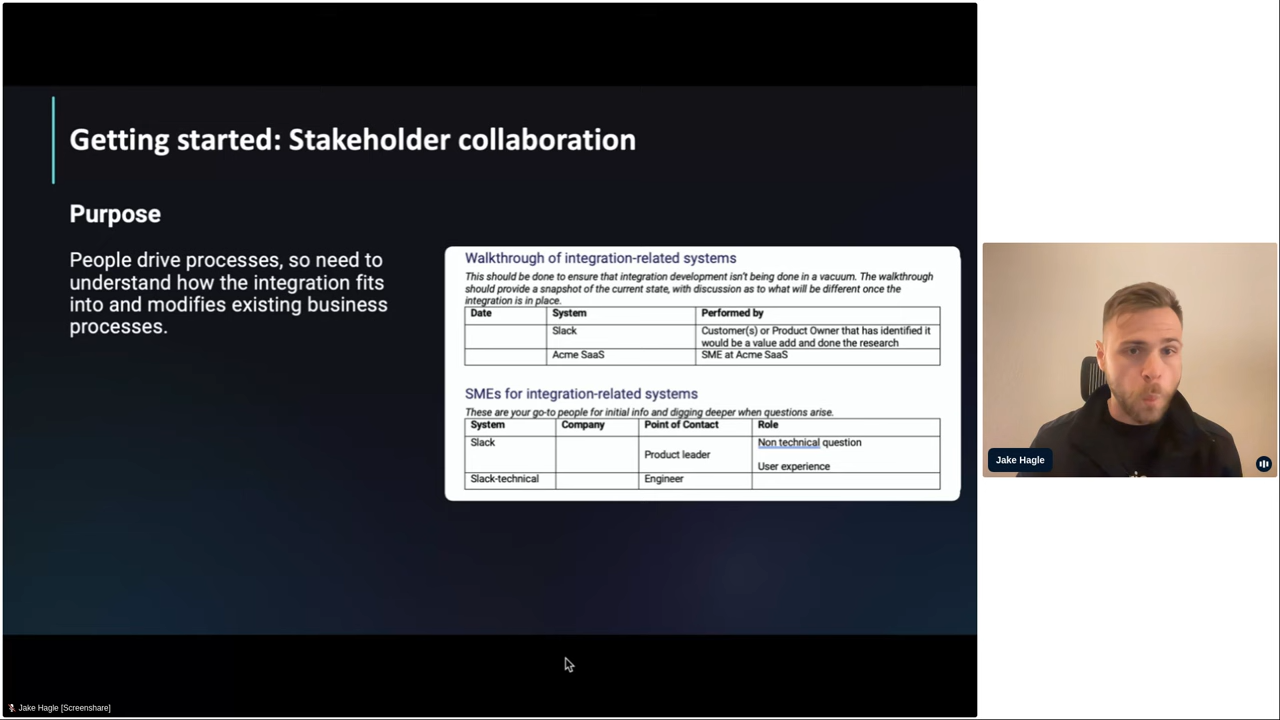 Getting started: Stakeholder collaboration
Purpose
People drive processes, so need to
understand how the integration fits
into and modifies existing business
processes.
Walkthrough of integration-related systems
This should be done to ensure that integration development isn't being done in a vacuum. The walkthrough
should provide a snapshot of the current state, with discussion as to what will be different once the
integration is in place.
Date System Performed by
Slack Customer(s) or Product Owner that has identified it
would be a value add and done the research
Acme SaaS SME at Acme SaaS
SMEs for integration-related systems
These are your go-to people for initial info and digging deeper when questions arise.
System Company Point of Contact Role
Slack Non technical question
Product leader
User experience
Slack-technical Engineer
Jake Hagle
Jake Hagle [Screenshare]